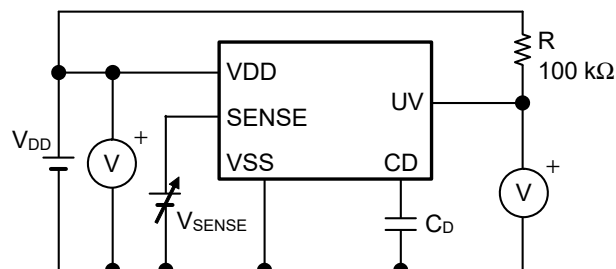 R
100 kΩ
VDD
UV
SENSE
VDD
V
+
VSS
CD
V
+
VSENSE
CD